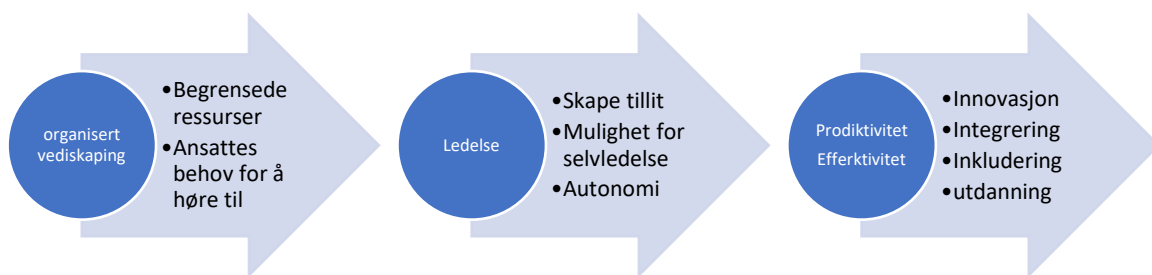 organisert
vediskaping
•Begrensede
ressurser
•Ansattes
behov for å
høre til
Ledelse
•Skape tillit
•Mulighet for
selvledelse
•Autonomi
Prodiktivitet
Efferktivitet
•Innovasjon
•Integrering
•Inkludering
•utdanning